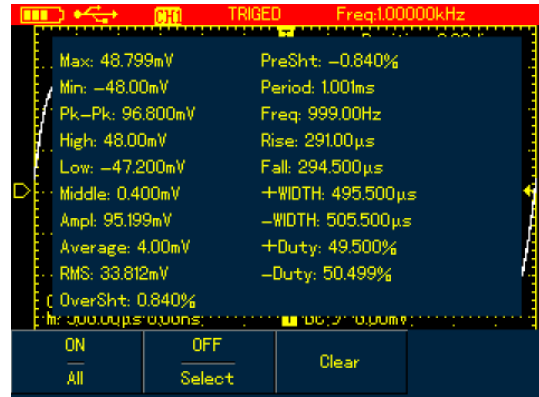 CH1 TRIGED Freq:1.00000kHz
Max: 48.799mV PreSht: −0.840%
Min: −48.00mV Period: 1.001ms
Pk−Pk: 96.800mV Freq: 999.00Hz
High: 48.00mV Rise: 291.00µs
Low: −47.200mV Fall: 294.500µs
Middle: 0.400mV +WIDTH: 495.500µs
Ampl: 95.199mV −WIDTH: 505.500µs
Average: 4.00mV +Duty: 49.500%
RMS: 33.812mV −Duty: 50.499%
OverSht: 0.840%
ON OFF Clear
All Select